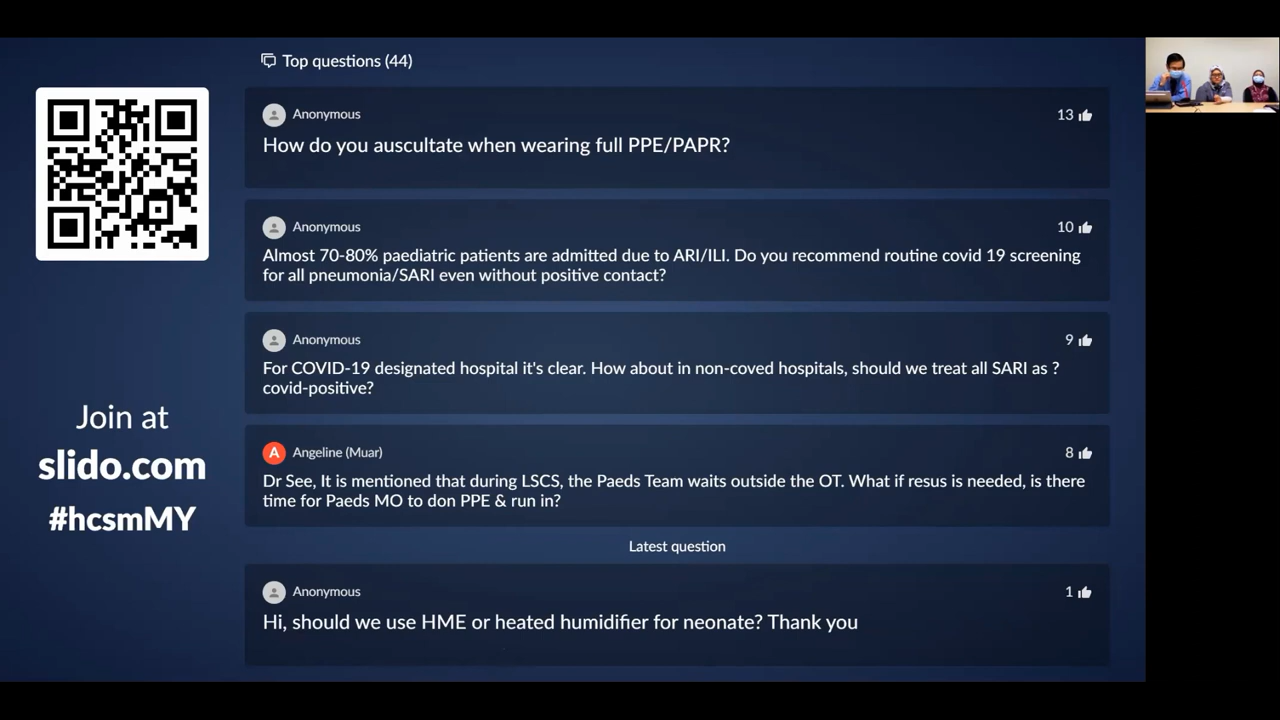 Top questions (44)
Anonymous
13
How do you auscultate when wearing full PPE/PAPR?
Anonymous
10
Almost 70-80% paediatric patients are admitted due to ARI/ILI. Do you recommend routine covid 19 screening
for all pneumonia/SARI even without positive contact?
Anonymous
9
For COVID-19 designated hospital it's clear. How about in non-coved hospitals, should we treat all SARI as ?
covid-positive?
A
Angeline (Muar)
8
Dr See, It is mentioned that during LSCS, the Paeds Team waits outside the OT. What if resus is needed, is there
time for Paeds MO to don PPE & run in?
Latest question
Anonymous
1
Hi, should we use HME or heated humidifier for neonate? Thank you
Join at
slido.com
#hcsmMY